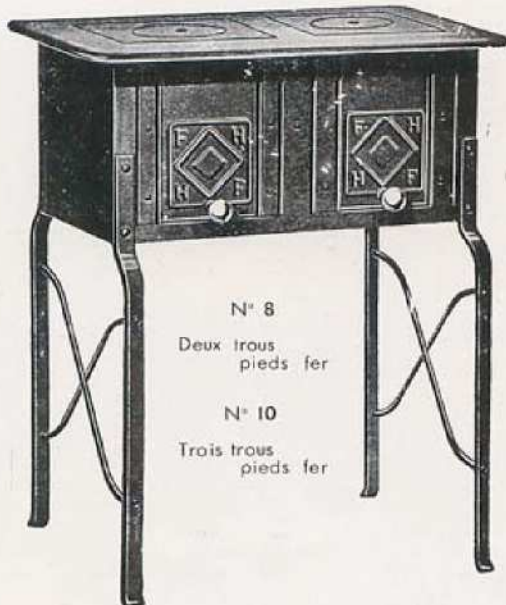 F H
H F
F H
H F
N° 8
Deux trous
pieds fer
N° 10
Trois trous
pieds fer